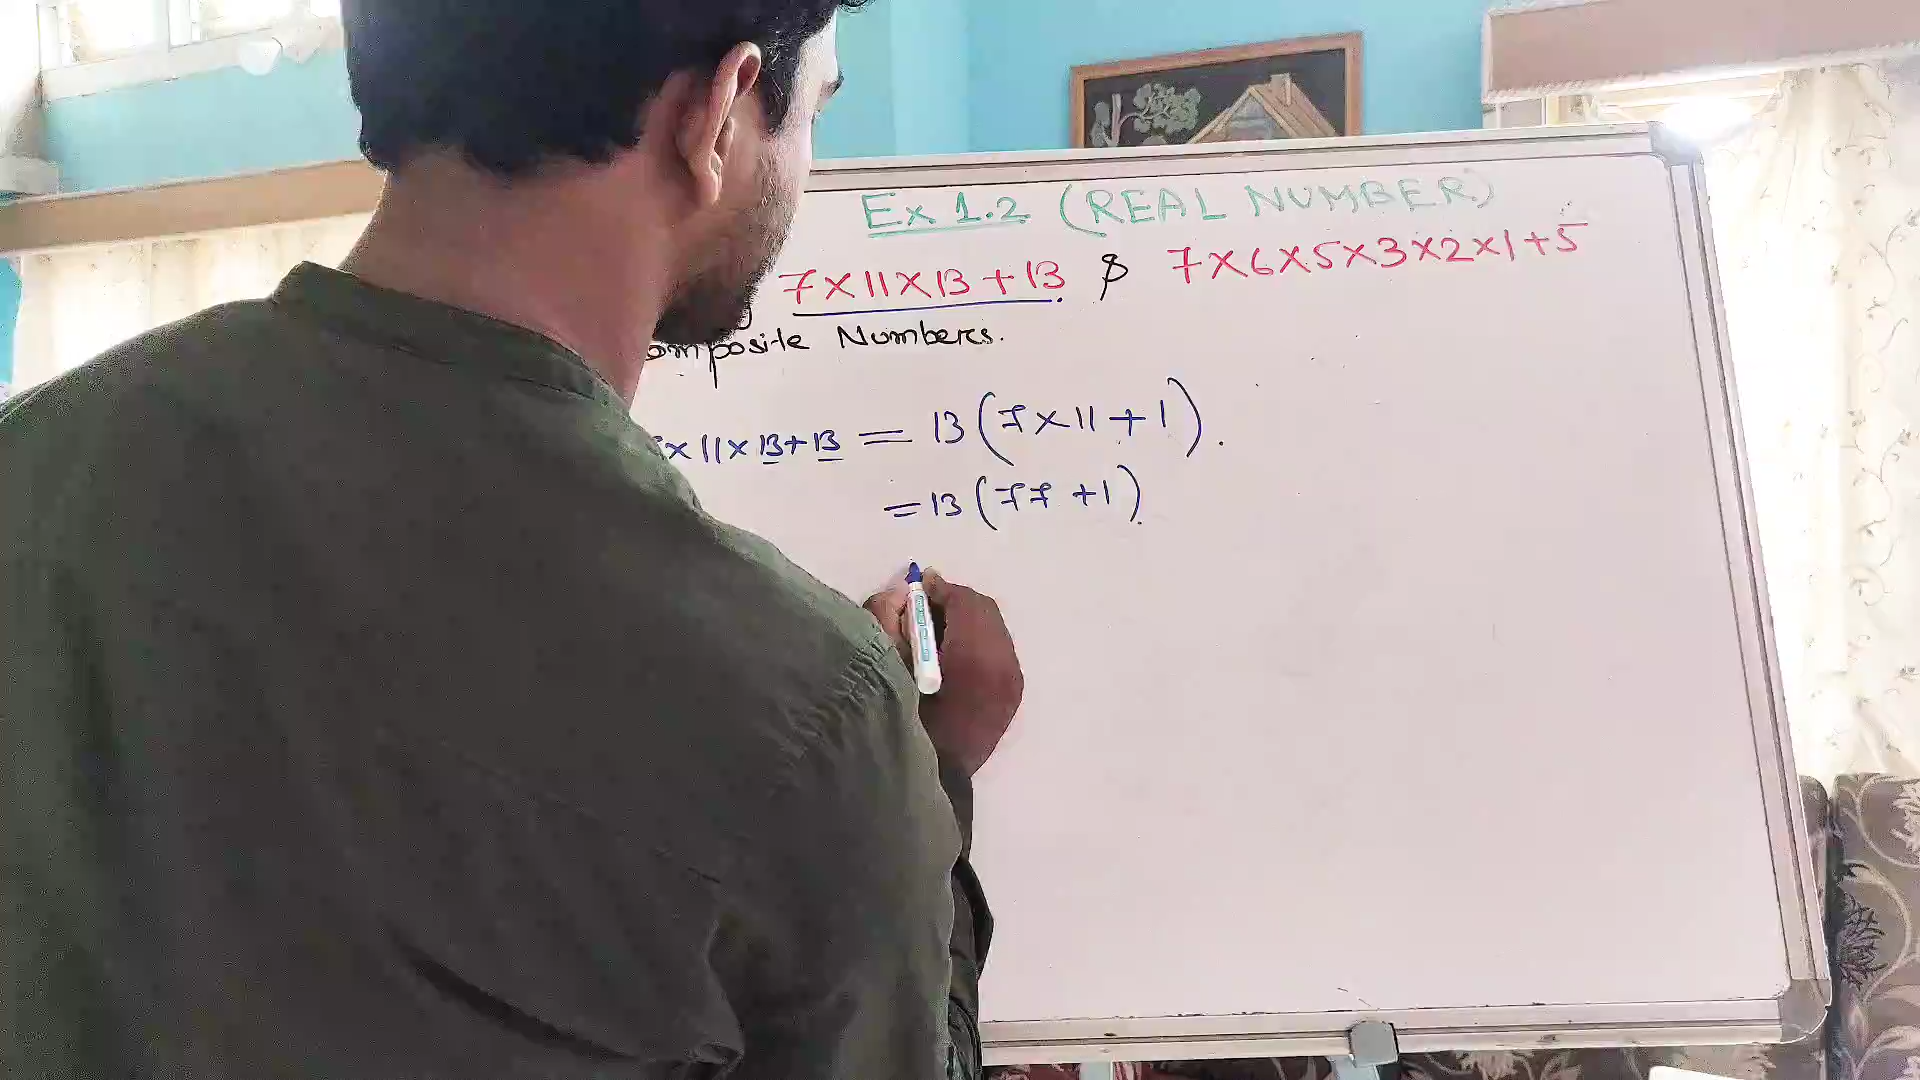 Ex 1.2 (REAL NUMBER)
7×11×13+13 & 7×6×5×3×2×1+5
omposite Numbers.
×11×13+13 = 13(7×11+1).
=13(77+1).